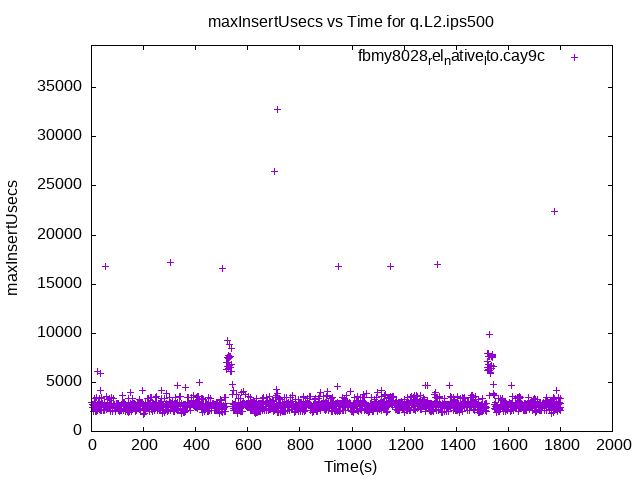 maxInsertUsecs vs Time for q.L2.ips500
fbmy8028relnativelto.cay9c
35000
30000
25000
20000
15000
10000
5000
0
maxInsertUsecs
0 200 400 600 800 1000 1200 1400 1600 1800 2000
Time(s)